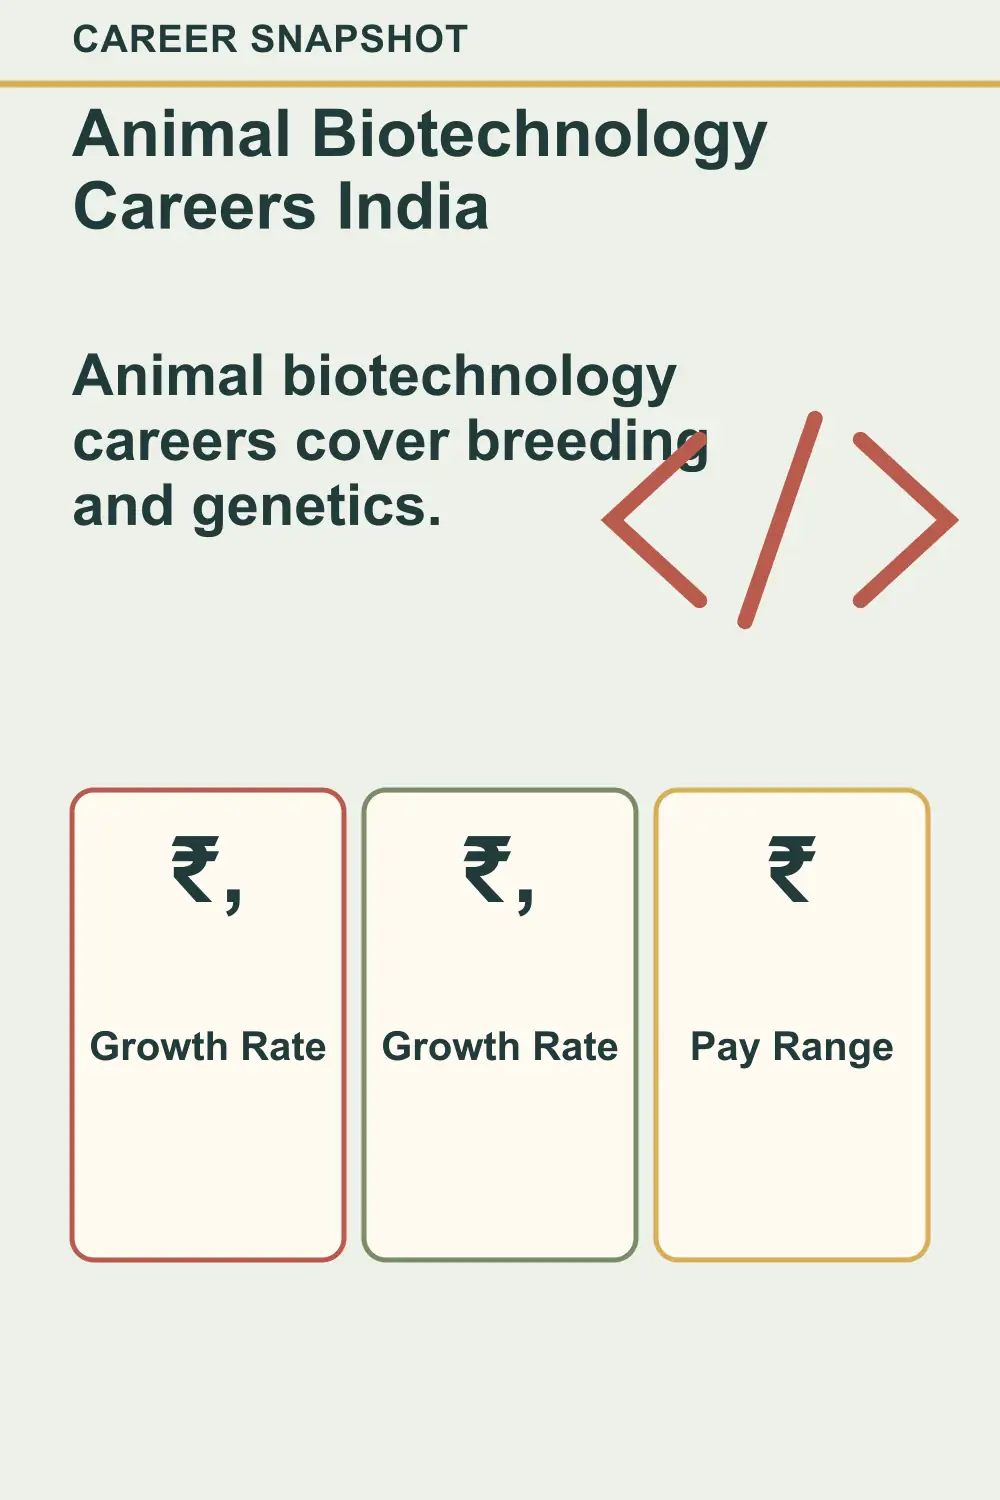 CAREER SNAPSHOT
Animal Biotechnology
Careers India
Animal biotechnology
careers cover breeding
and genetics.
</>
₹,
Growth Rate
₹,
Growth Rate
₹
Pay Range